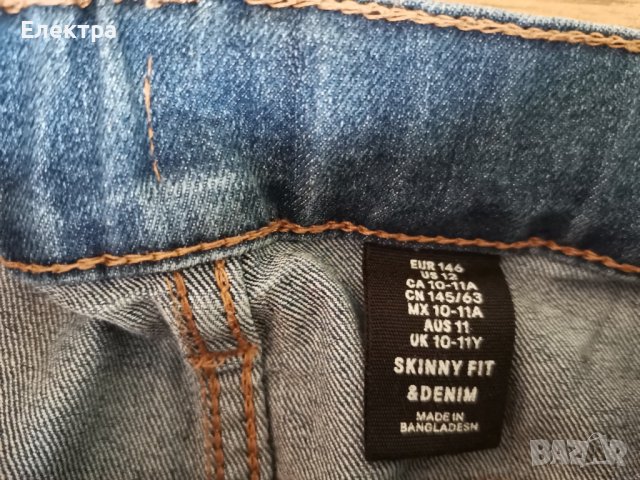 Електра
EUR 146
US 12
CA 10-11A
CN 145/63
MX 10-11A
AUS 11
UK 10-11Y
SKINNY FIT
&DENIM
MADE IN
BANGLADESH
BAZAR